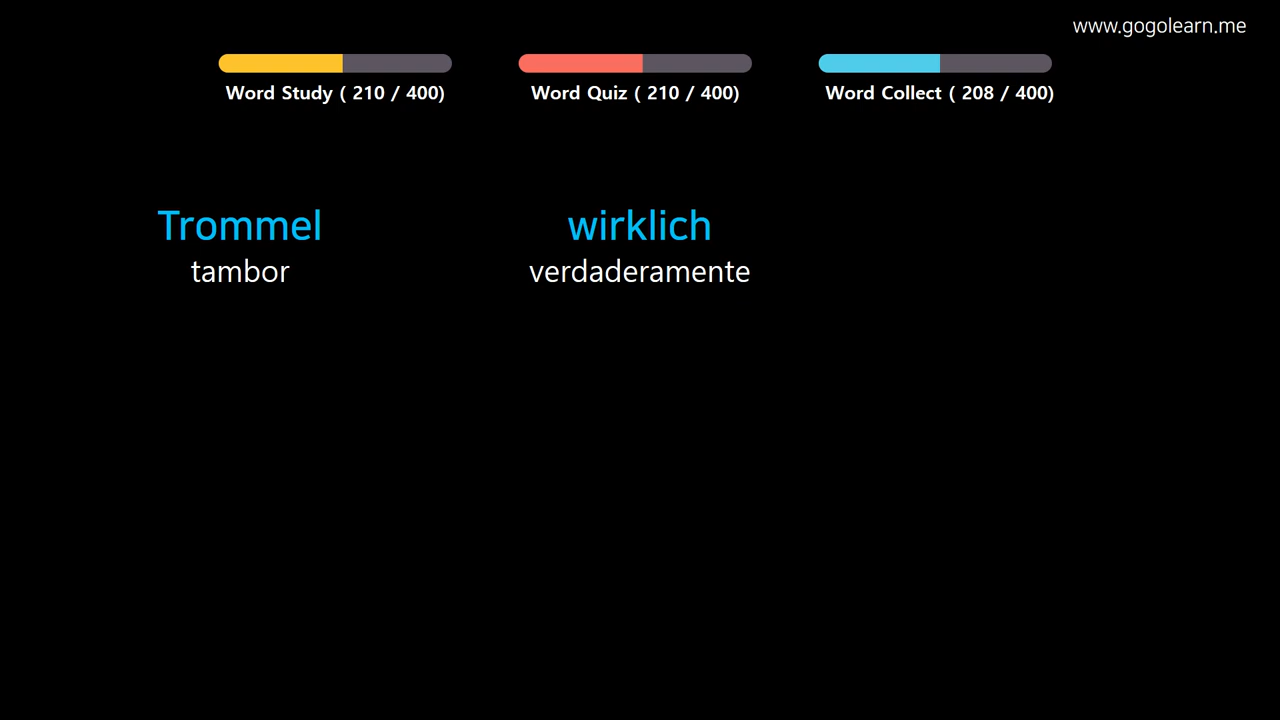 www.gogolearn.me
Word Study ( 210 / 400)
Word Quiz ( 210 / 400)
Word Collect ( 208 / 400)
Trommel
tambor
wirklich
verdaderamente